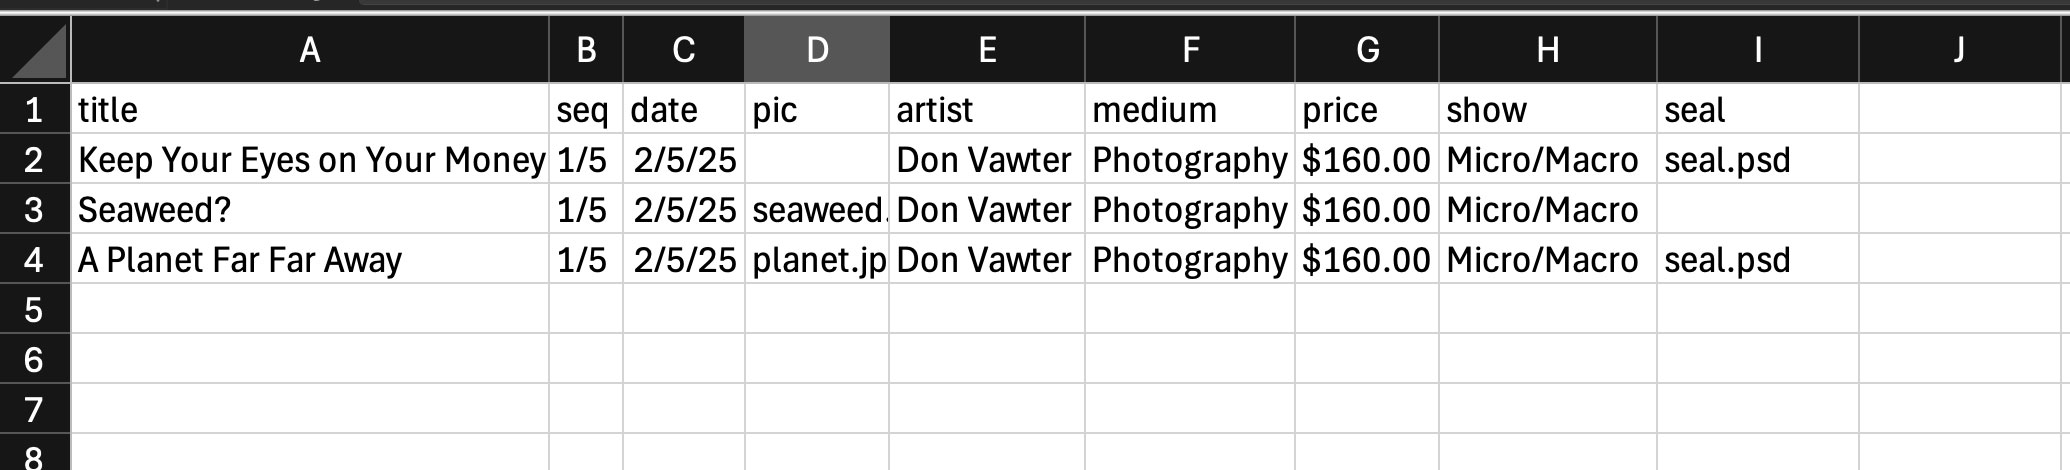 A B C D E F G H I J
1 title seq date pic artist medium price show seal
2 Keep Your Eyes on Your Money 1/5 2/5/25 Don Vawter Photography $160.00 Micro/Macro seal.psd
3 Seaweed? 1/5 2/5/25 seaweed. Don Vawter Photography $160.00 Micro/Macro
4 A Planet Far Far Away 1/5 2/5/25 planet.jp Don Vawter Photography $160.00 Micro/Macro seal.psd
5
6
7
8